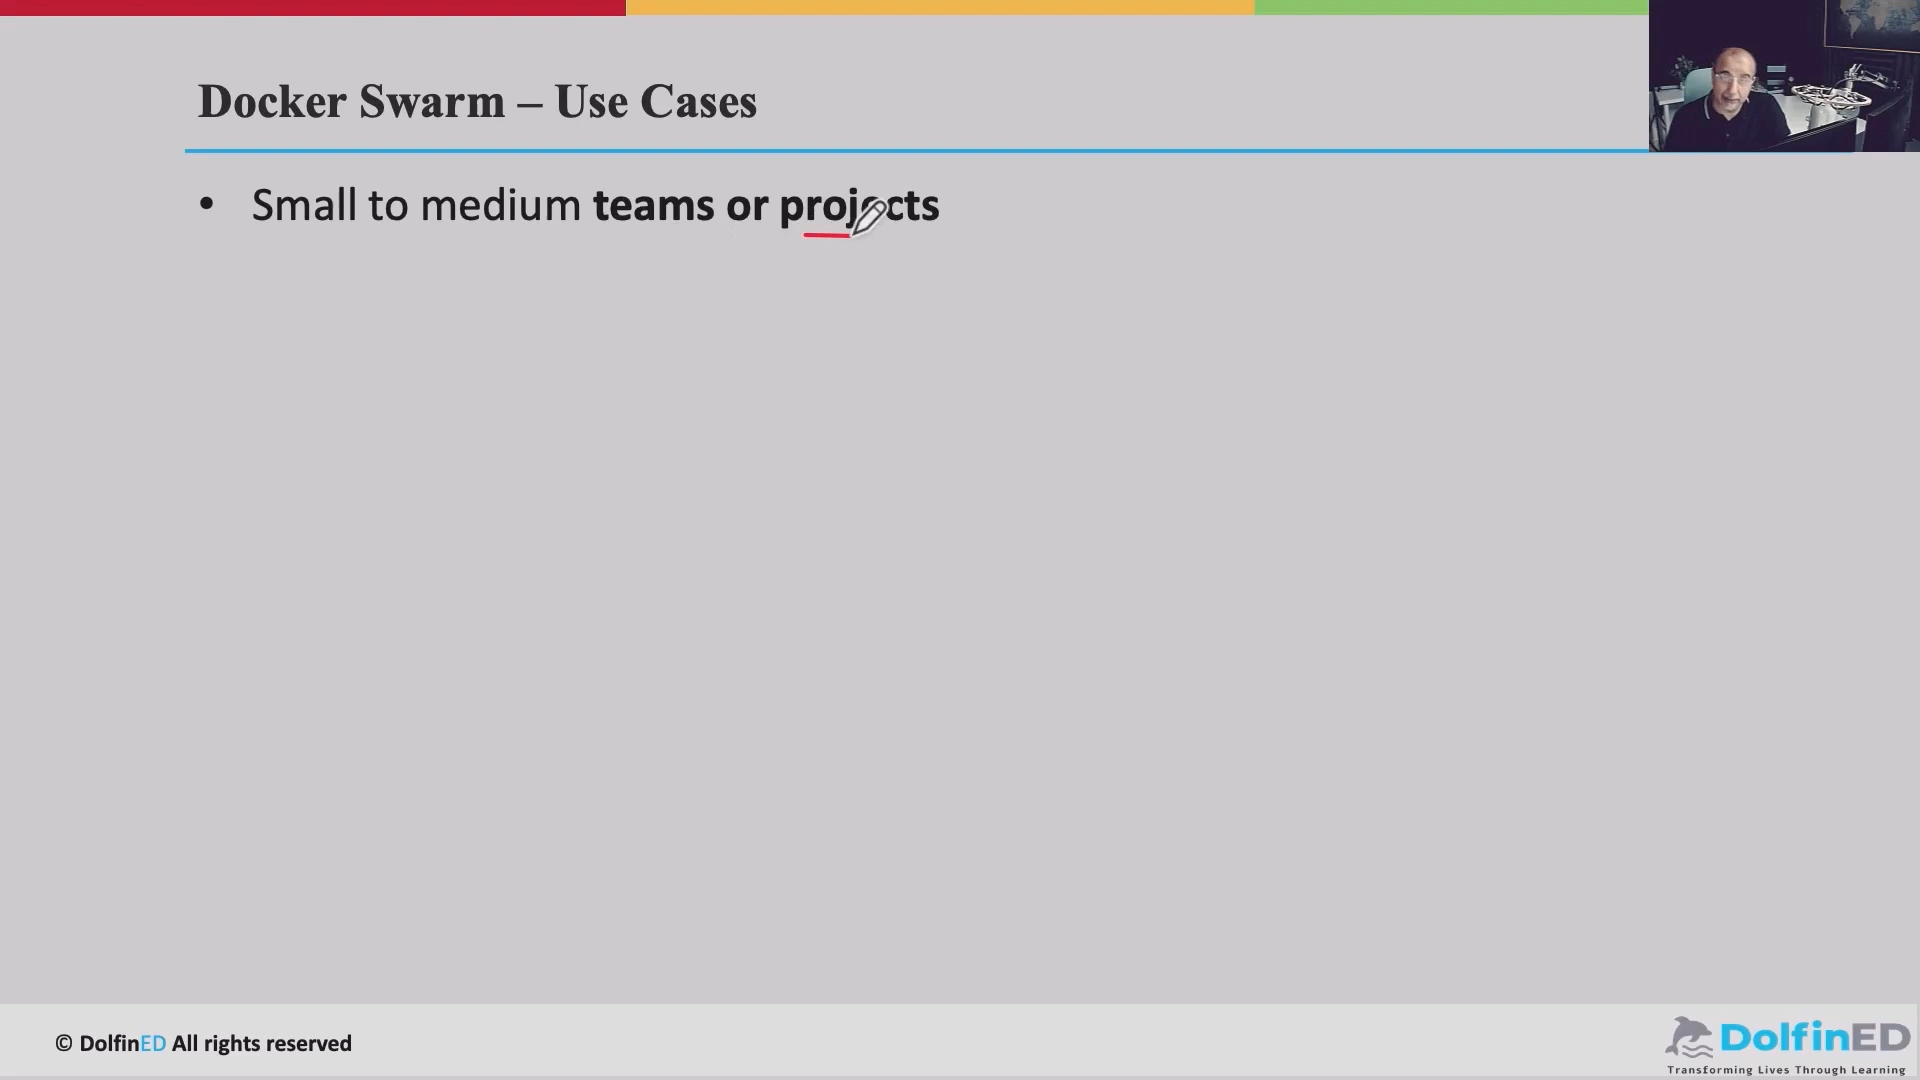 Docker Swarm – Use Cases
• Small to medium teams or projects
© DolfinED All rights reserved
DolfinED
Transforming Lives Through Learning